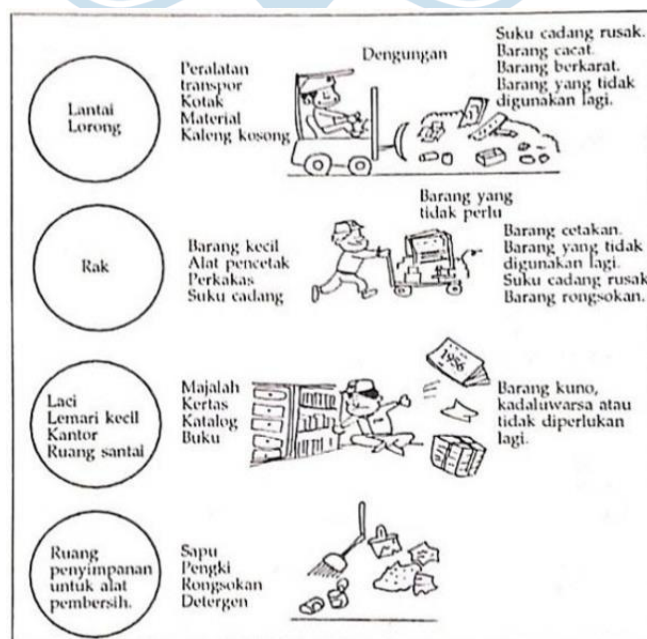 Lantai
Lorong
Peralatan
transpor
Kotak
Material
Kaleng kosong
Dengungan
Suku cadang rusak.
Barang cacat.
Barang berkarat.
Barang yang tidak
digunakan lagi.
Rak
Barang kecil
Alat pencetak
Perkakas
Suku cadang
Barang yang
tidak perlu
Barang cetakan.
Barang yang tidak
digunakan lagi.
Suku cadang rusak
Barang rongsokan.
Laci
Lemari kecil
Kantor
Ruang santai
Majalah
Kertas
Katalog
Buku
1956
Barang kuno,
kadaluwarsa atau
tidak diperlukan
lagi.
Ruang
penyimpanan
untuk alat
pembersih.
Sapu
Pengki
Rongsokan
Detergen